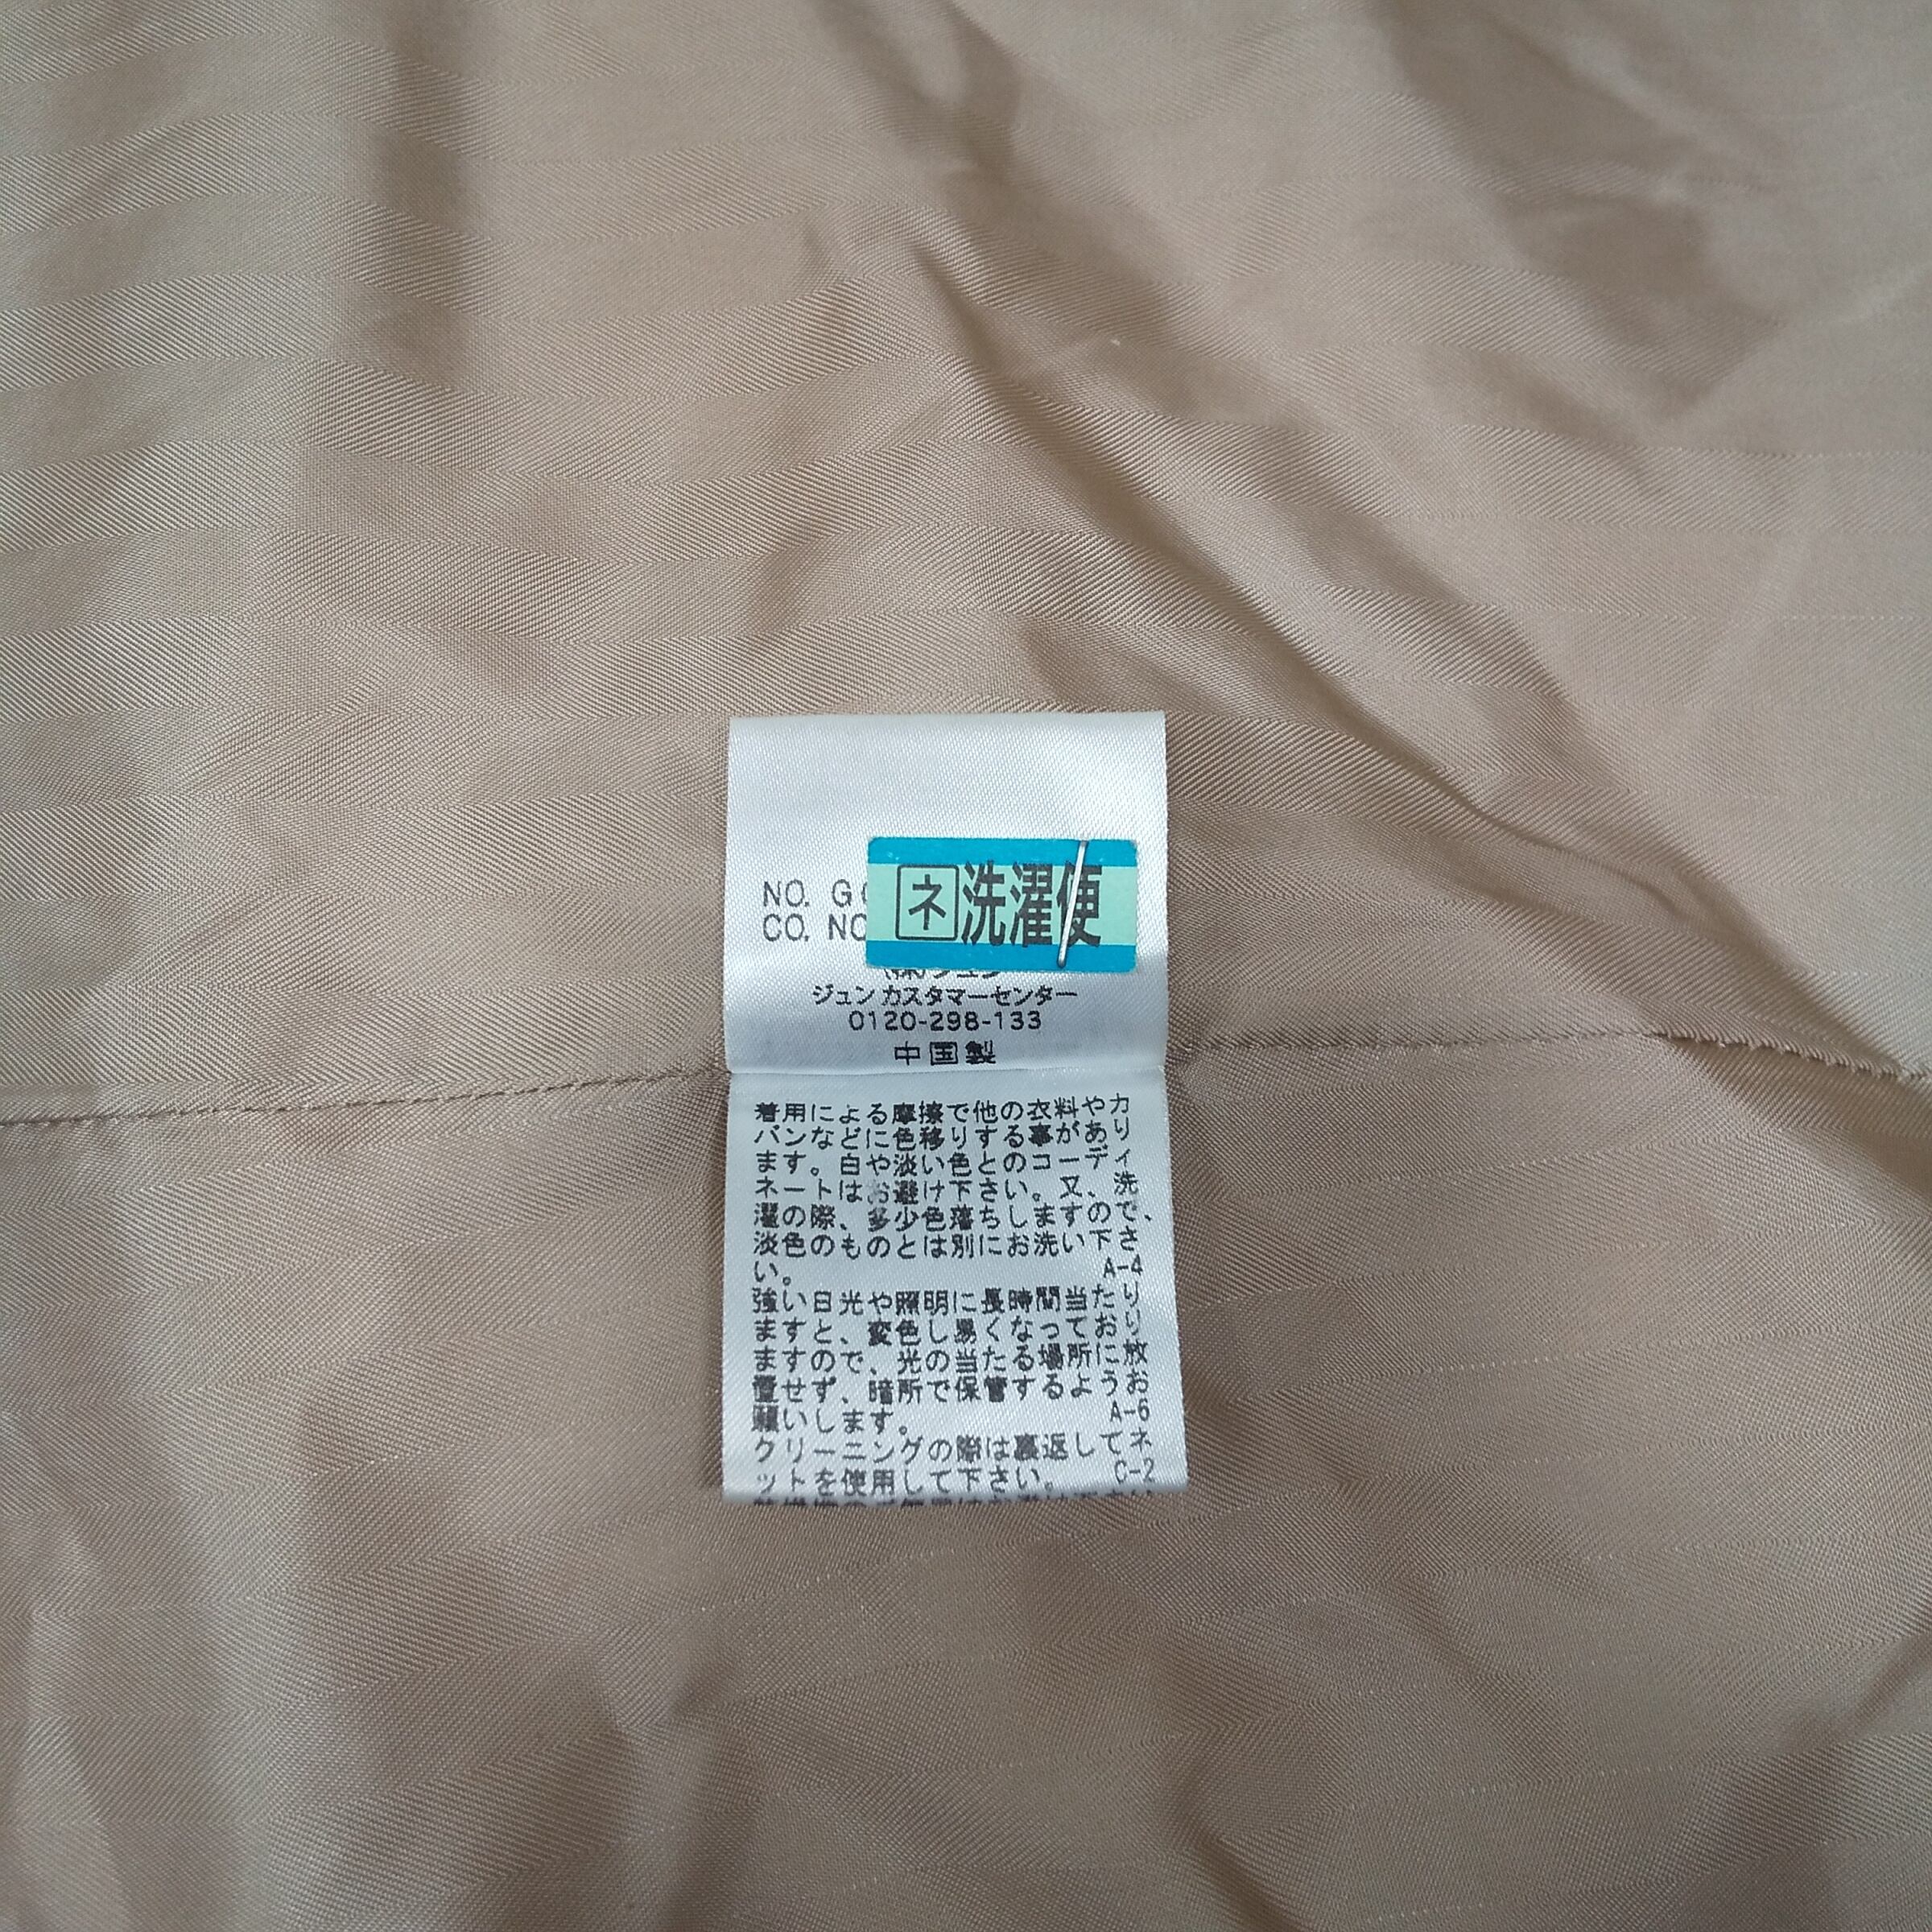 NO. G
CO. NO
ネ洗濯便
(株)ジュン
ジュン カスタマーセンター
0120-298-133
中国製
着用による摩擦で他の衣料やカ
バンなどに色移りする事があり
ます。白や淡い色とのコーディ
ネートはお避け下さい。又、洗
濯の際、多少色落ちしますので、
淡色のものとは別にお洗い下さ
い。 A-4
強い日光や照明に長時間当たり
ますと、変色し易くなっており
ますので、光の当たる場所に放
置せず、暗所で保管するようお
願いします。 A-6
クリーニングの際は裏返してネ
ットを使用して下さい。 C-2